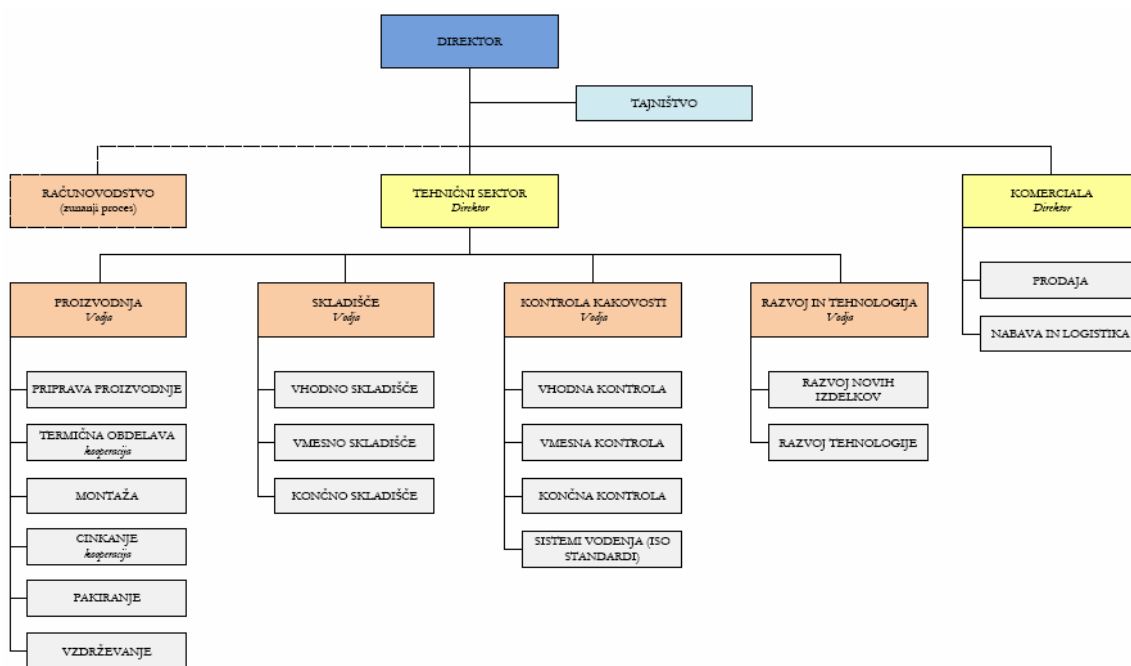 DIREKTOR
TAJNIŠTVO
RAČUNOVODSTVO
(zunanji proces)
TEHNIČNI SEKTOR
Direktor
KOMERCIALA
Direktor
PRODAJA
NABAVA IN LOGISTIKA
PROIZVODNJA
Vodja
SKLADIŠČE
Vodja
KONTROLA KAKOVOSTI
Vodja
RAZVOJ IN TEHNOLOGIJA
Vodja
PRIPRAVA PROIZVODNJE
TERMIČNA OBDELAVA
kooperacija
MONTAŽA
CINKANJE
kooperacija
PAKIRANJE
VZDRŽEVANJE
VHODNO SKLADIŠČE
VMESNO SKLADIŠČE
KONČNO SKLADIŠČE
VHODNA KONTROLA
VMESNA KONTROLA
KONČNA KONTROLA
SISTEMI VODENJA (ISO
STANDARDI)
RAZVOJ NOVIH
IZDELKOV
RAZVOJ TEHNOLOGIJE